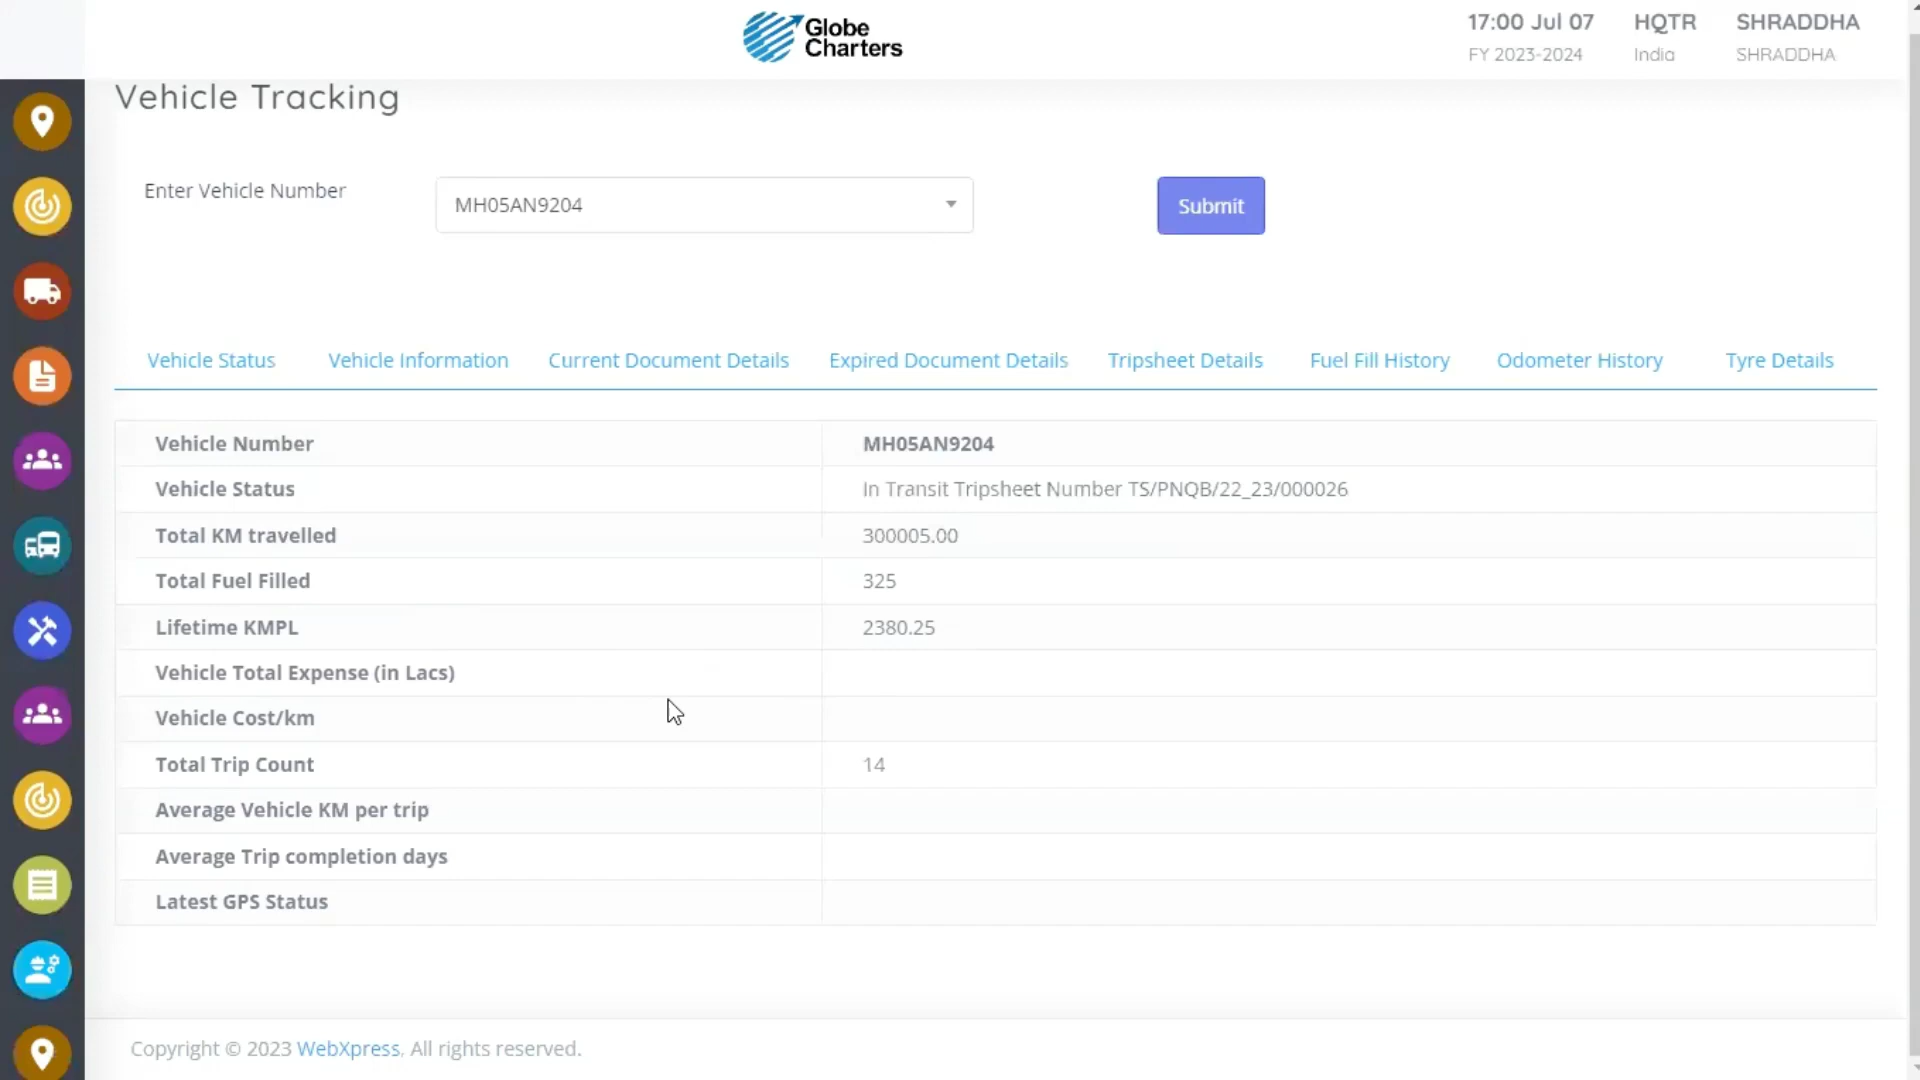 Globe
Charters
17:00 Jul 07 HQTR SHRADDHA
FY 2023-2024 India SHRADDHA
Vehicle Tracking
Enter Vehicle Number MH05AN9204 Submit
Vehicle Status Vehicle Information Current Document Details Expired Document Details Tripsheet Details Fuel Fill History Odometer History Tyre Details
Vehicle Number MH05AN9204
Vehicle Status In Transit Tripsheet Number TS/PNQB/22_23/000026
Total KM travelled 300005.00
Total Fuel Filled 325
Lifetime KMPL 2380.25
Vehicle Total Expense (in Lacs)
Vehicle Cost/km
Total Trip Count 14
Average Vehicle KM per trip
Average Trip completion days
Latest GPS Status
Copyright © 2023 WebXpress, All rights reserved.